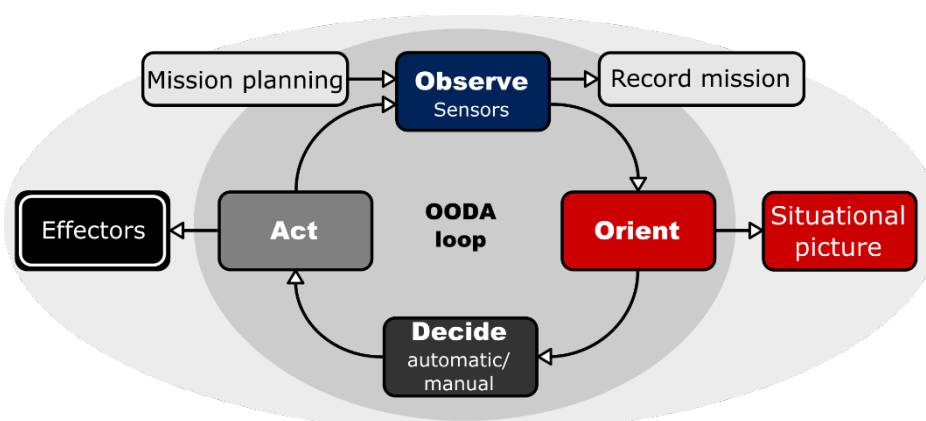 Mission planning
Observe
Sensors
Record mission
Effectors
Act
OODA
loop
Orient
Situational
picture
Decide
automatic/
manual